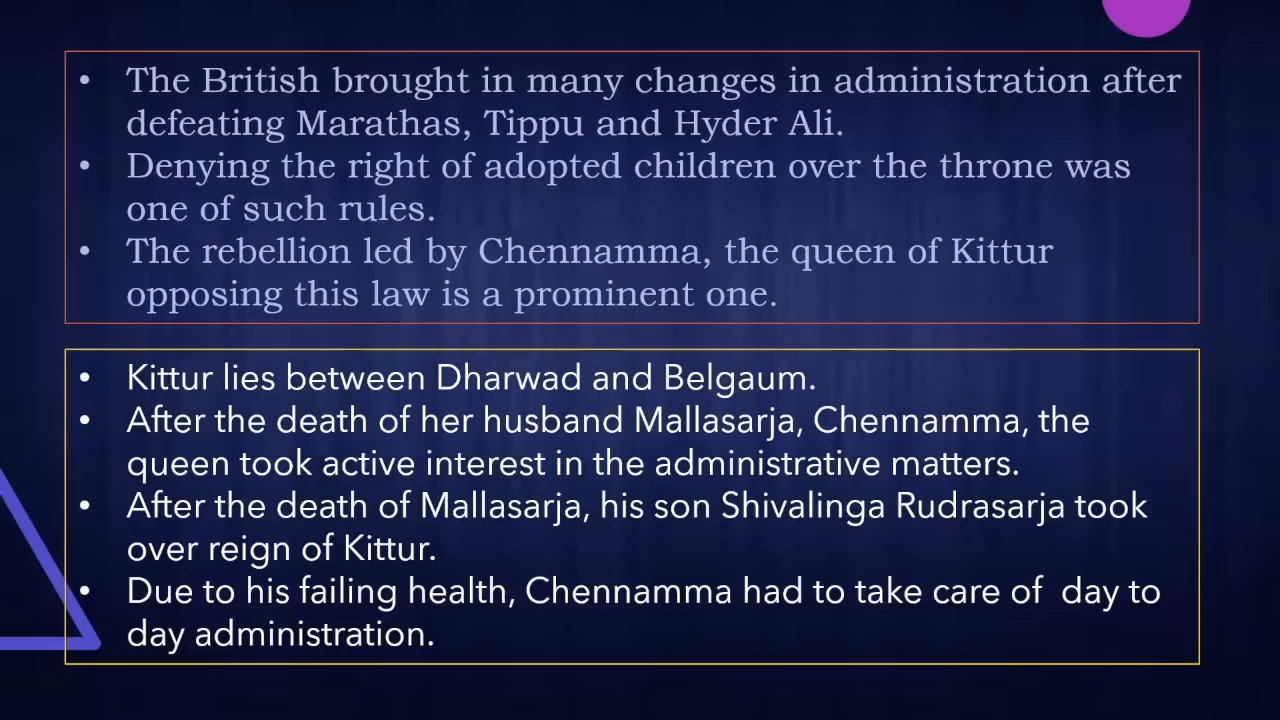 • The British brought in many changes in administration after
defeating Marathas, Tippu and Hyder Ali.
• Denying the right of adopted children over the throne was
one of such rules.
• The rebellion led by Chennamma, the queen of Kittur
opposing this law is a prominent one.
• Kittur lies between Dharwad and Belgaum.
• After the death of her husband Mallasarja, Chennamma, the
queen took active interest in the administrative matters.
• After the death of Mallasarja, his son Shivalinga Rudrasarja took
over reign of Kittur.
• Due to his failing health, Chennamma had to take care of  day to
day administration.